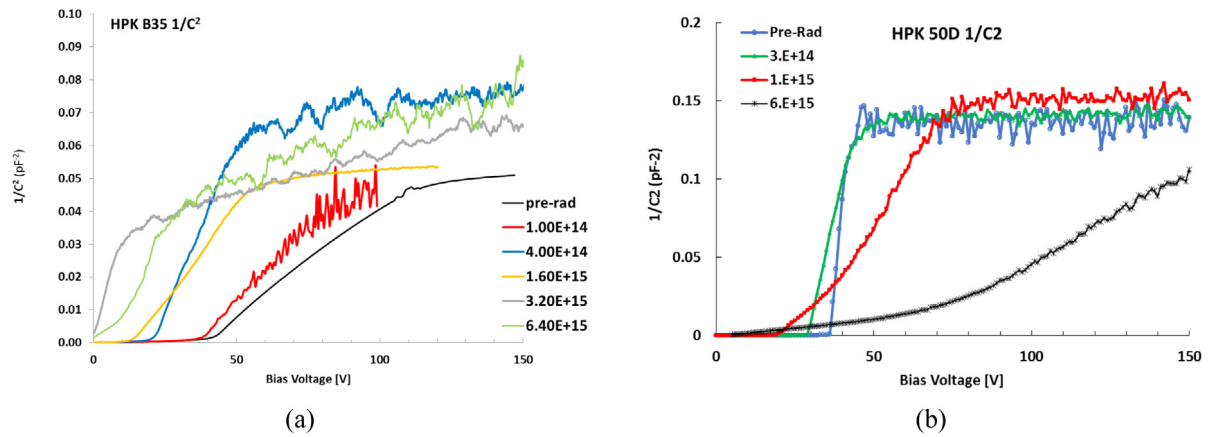 HPK B35 1/C²
1/C² (pF⁻²)
0.10
0.09
0.08
0.07
0.06
0.05
0.04
0.03
0.02
0.01
0.00
0
50
100
150
Bias Voltage [V]
pre-rad
1.00E+14
4.00E+14
1.60E+15
3.20E+15
6.40E+15
(a)
HPK 50D 1/C2
Pre-Rad
3.E+14
1.E+15
6.E+15
1/C2 (pF-2)
0.2
0.15
0.1
0.05
0
0
50
100
150
Bias Voltage [V]
(b)